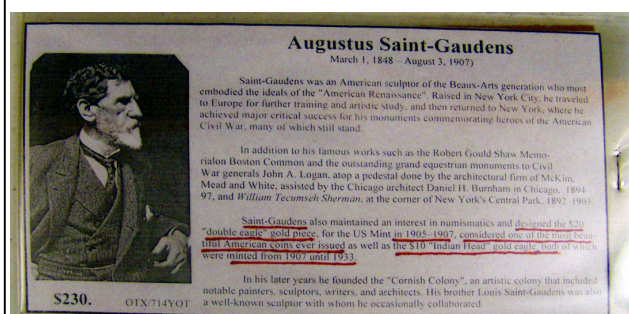 Augustus Saint-Gaudens
March 1, 1848 – August 3, 1907)
Saint-Gaudens was an American sculptor of the Beaux-Arts generation who most
embodied the ideals of the "American Renaissance". Raised in New York City, he traveled
to Europe for further training and artistic study, and then returned to New York, where he
achieved major critical success for his monuments commemorating heroes of the American
Civil War, many of which still stand.
In addition to his famous works such as the Robert Gould Shaw Memo-
rialon Boston Common and the outstanding grand equestrian monuments to Civil
War generals John A. Logan, atop a pedestal done by the architectural firm of McKim,
Mead and White, assisted by the Chicago architect Daniel H. Burnham in Chicago, 1894
97, and William Tecumseh Sherman, at the corner of New York's Central Park, 1892-1903.
Saint-Gaudens also maintained an interest in numismatics and designed the $20
"double eagle" gold piece, for the US Mint in 1905–1907, considered one of the most beau-
tiful American coins ever issued as well as the $10 "Indian Head" gold eagle, both of which
were minted from 1907 until 1933.
In his later years he founded the "Cornish Colony", an artistic colony that included
notable painters, sculptors, writers, and architects. His brother Louis Saint-Gaudens was also
a well-known sculptor with whom he occasionally collaborated.
$230.
OTX/714YOT